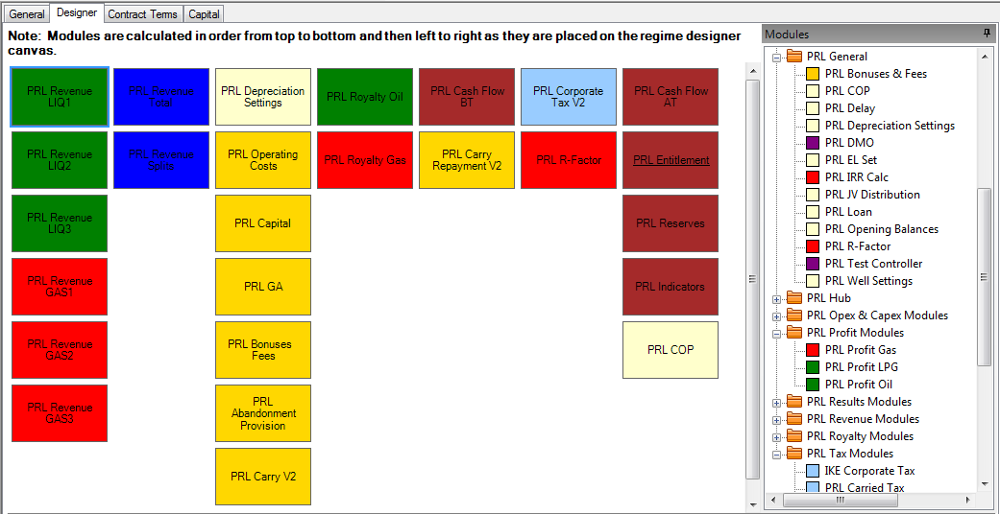 General
Designer
Contract Terms
Capital
Note: Modules are calculated in order from top to bottom and then left to right as they are placed on the regime designer
canvas.
PRL Revenue
LIQ1
PRL Revenue
Total
PRL Depreciation
Settings
PRL Royalty Oil
PRL Cash Flow
BT
PRL Corporate
Tax V2
PRL Cash Flow
AT
PRL Revenue
LIQ2
PRL Revenue
Splits
PRL Operating
Costs
PRL Royalty Gas
PRL Carry
Repayment V2
PRL R-Factor
PRL Entitlement
PRL Revenue
LIQ3
PRL Capital
PRL Reserves
PRL Revenue
GAS1
PRL GA
PRL Indicators
PRL Revenue
GAS2
PRL Bonuses
Fees
PRL COP
PRL Revenue
GAS3
PRL
Abandonment
Provision
PRL Carry V2
Modules
PRL General
PRL Bonuses & Fees
PRL COP
PRL Delay
PRL Depreciation Settings
PRL DMO
PRL EL Set
PRL IRR Calc
PRL JV Distribution
PRL Loan
PRL Opening Balances
PRL R-Factor
PRL Test Controller
PRL Well Settings
PRL Hub
PRL Opex & Capex Modules
PRL Profit Modules
PRL Profit Gas
PRL Profit LPG
PRL Profit Oil
PRL Results Modules
PRL Revenue Modules
PRL Royalty Modules
PRL Tax Modules
IKE Corporate Tax
PRL Carried Tax